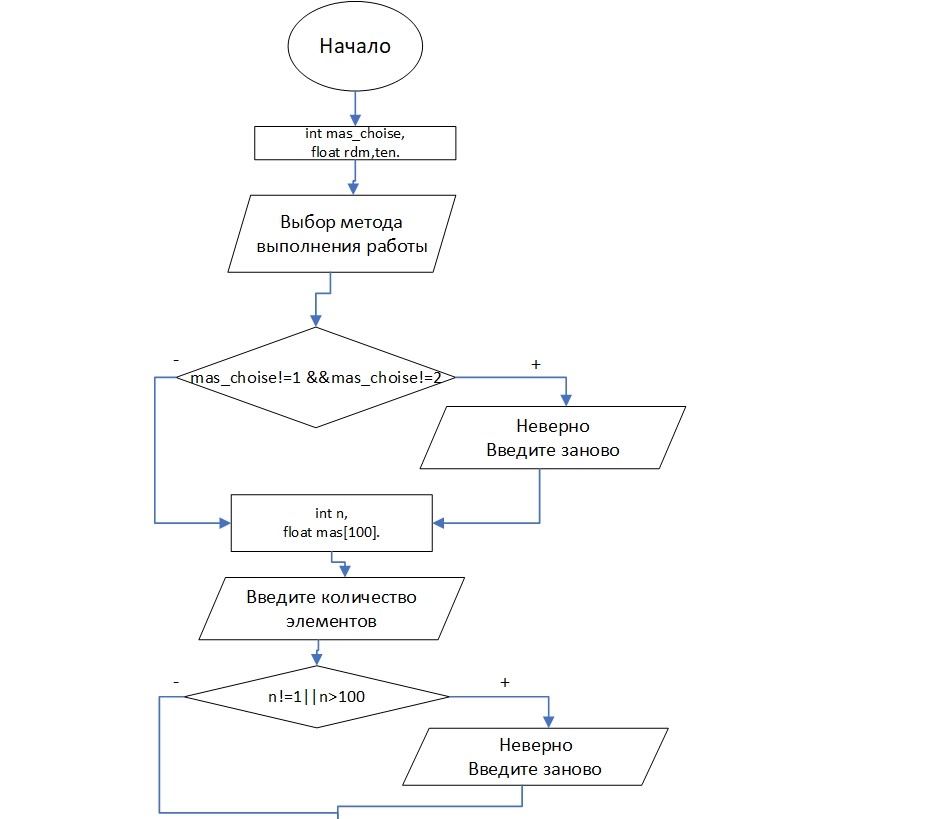 Начало
int mas_choise,
float rdm,ten.
Выбор метода
выполнения работы
-
mas_choise!=1 &&mas_choise!=2
+
Неверно
Введите заново
int n,
float mas[100].
Введите количество
элементов
-
n!=1||n>100
+
Неверно
Введите заново